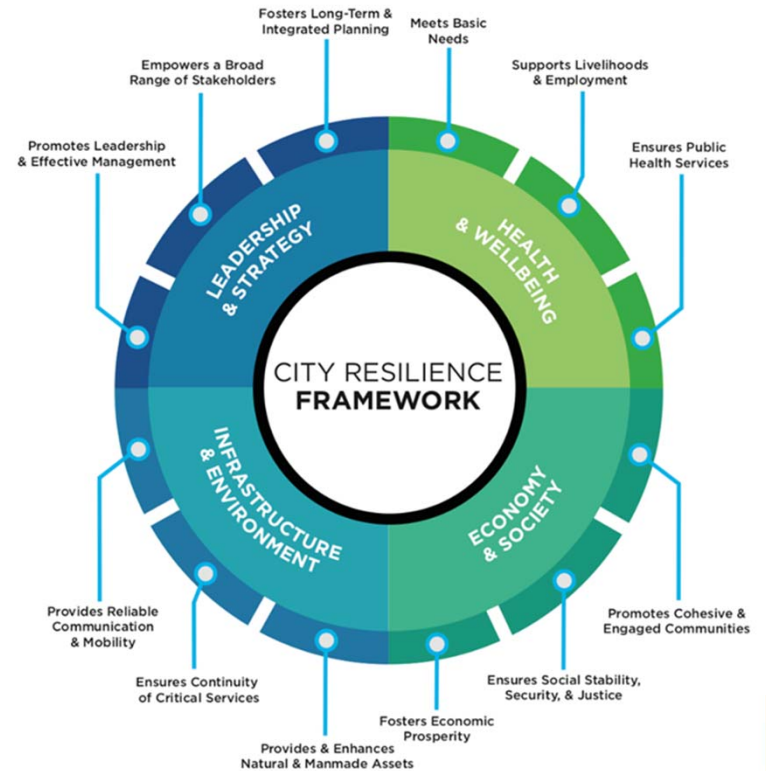 Fosters Long-Term &
Integrated Planning
Meets Basic
Needs
Empowers a Broad
Range of Stakeholders
Supports Livelihoods
& Employment
Promotes Leadership
& Effective Management
Ensures Public
Health Services
LEADERSHIP
& STRATEGY
HEALTH
& WELLBEING
CITY RESILIENCE
FRAMEWORK
INFRASTRUCTURE
& ENVIRONMENT
ECONOMY
& SOCIETY
Provides Reliable
Communication
& Mobility
Promotes Cohesive &
Engaged Communities
Ensures Continuity
of Critical Services
Ensures Social Stability,
Security, & Justice
Fosters Economic
Prosperity
Provides & Enhances
Natural & Manmade Assets